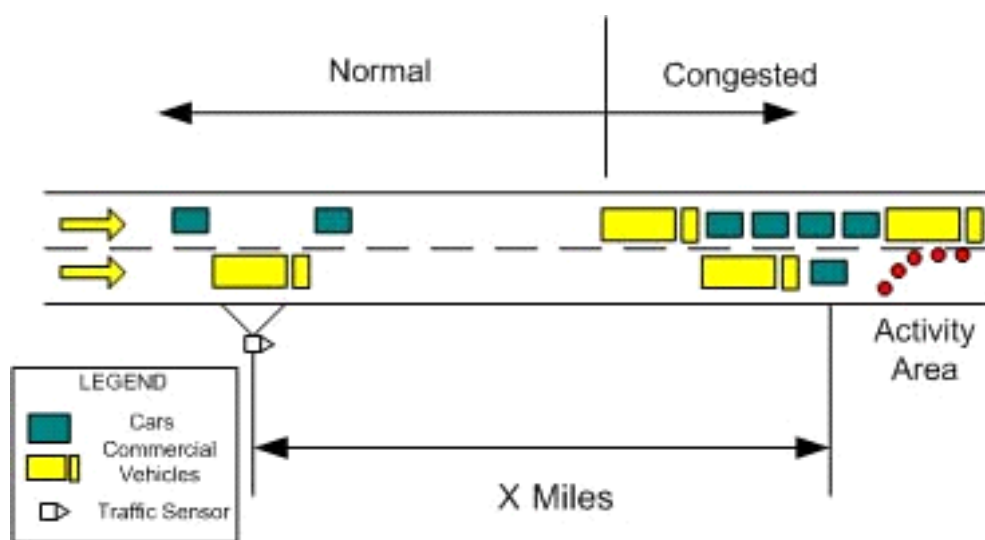 Normal
Congested
Activity
Area
LEGEND
Cars
Commercial
Vehicles
Traffic Sensor
X Miles